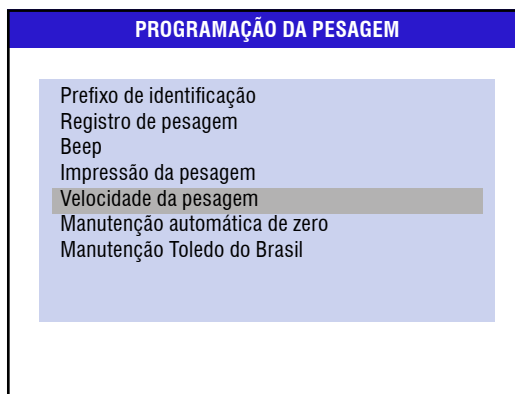 PROGRAMAÇÃO DA PESAGEM
Prefixo de identificação
Registro de pesagem
Beep
Impressão da pesagem
Velocidade da pesagem
Manutenção automática de zero
Manutenção Toledo do Brasil